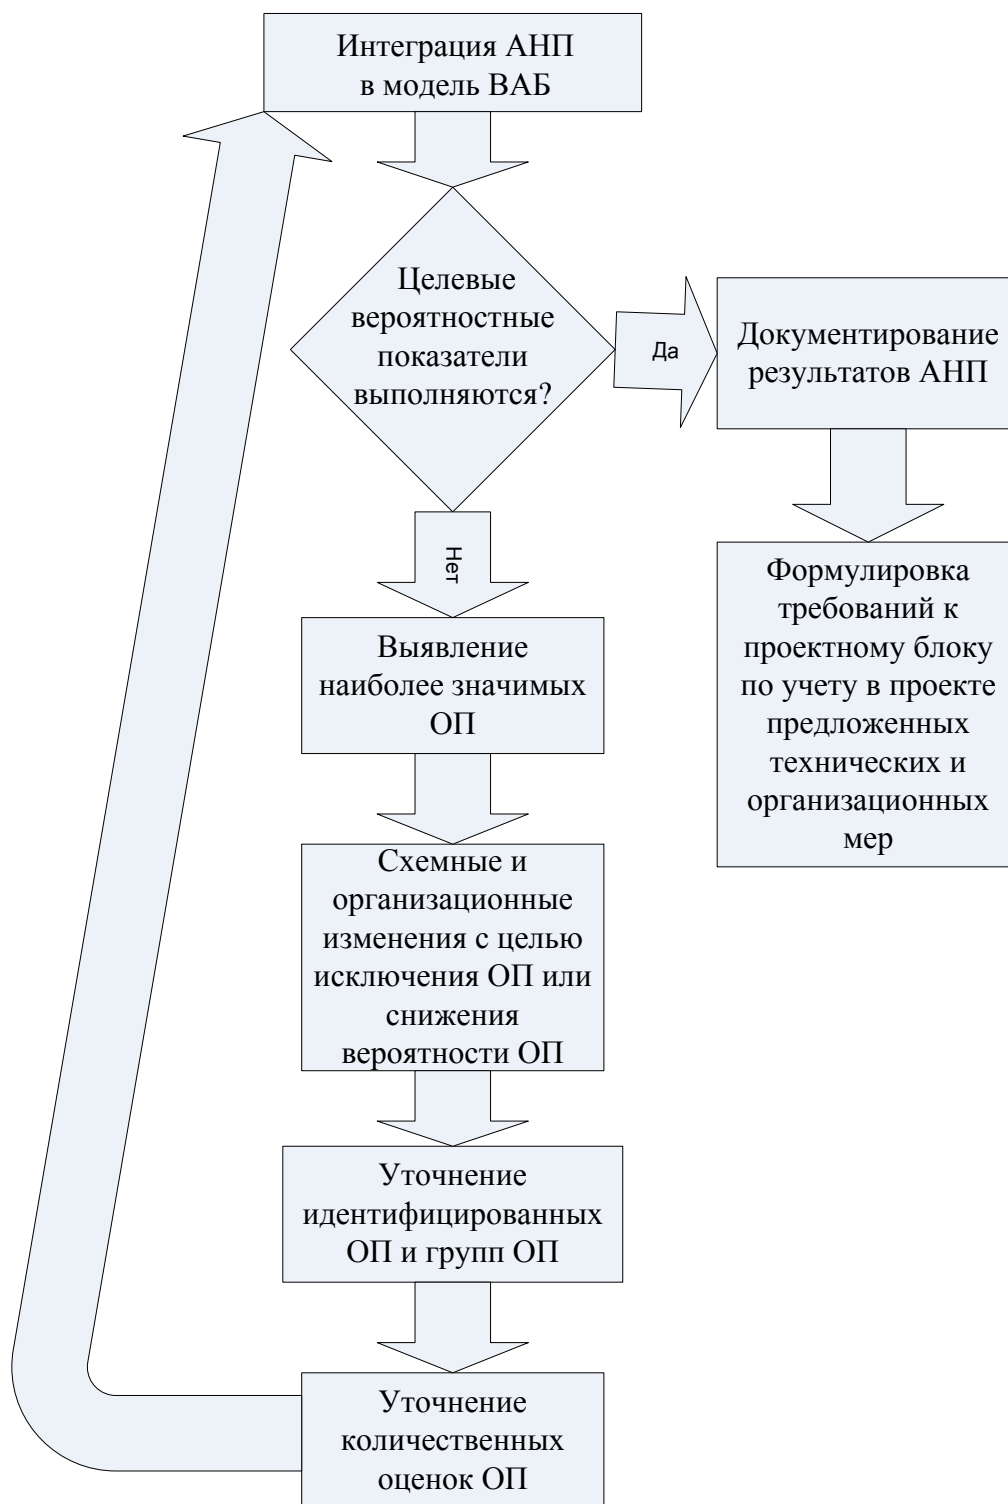 Интеграция АНП
в модель ВАБ
Целевые
вероятностные
показатели
выполняются?
Да
Документирование
результатов АНП
Нет
Формулировка
требований к
проектному блоку
по учету в проекте
предложенных
технических и
организационных
мер
Выявление
наиболее значимых
ОП
Схемные и
организационные
изменения с целью
исключения ОП или
снижения
вероятности ОП
Уточнение
идентифицированных
ОП и групп ОП
Уточнение
количественных
оценок ОП